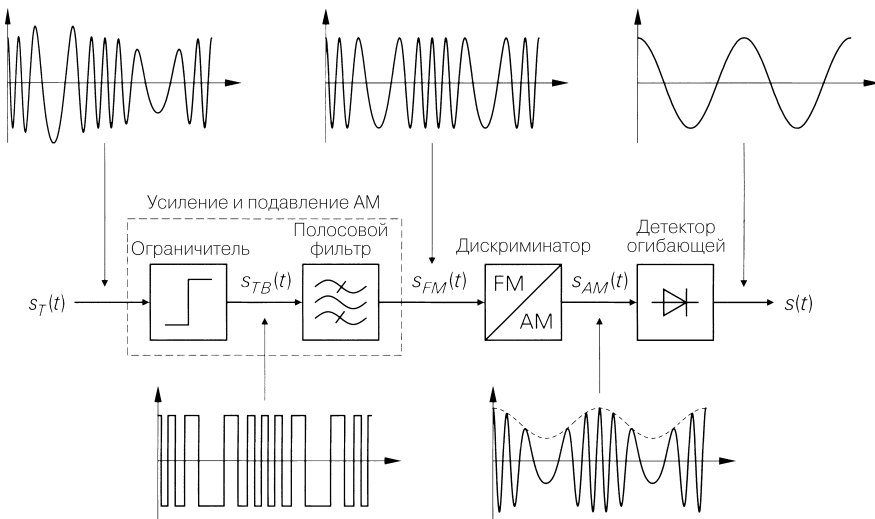 Усиление и подавление АМ
Ограничитель
Полосовой
фильтр
Дискриминатор
Детектор
огибающей
s_T(t)
s_TB(t)
s_FM(t)
FM
AM
s_AM(t)
s(t)